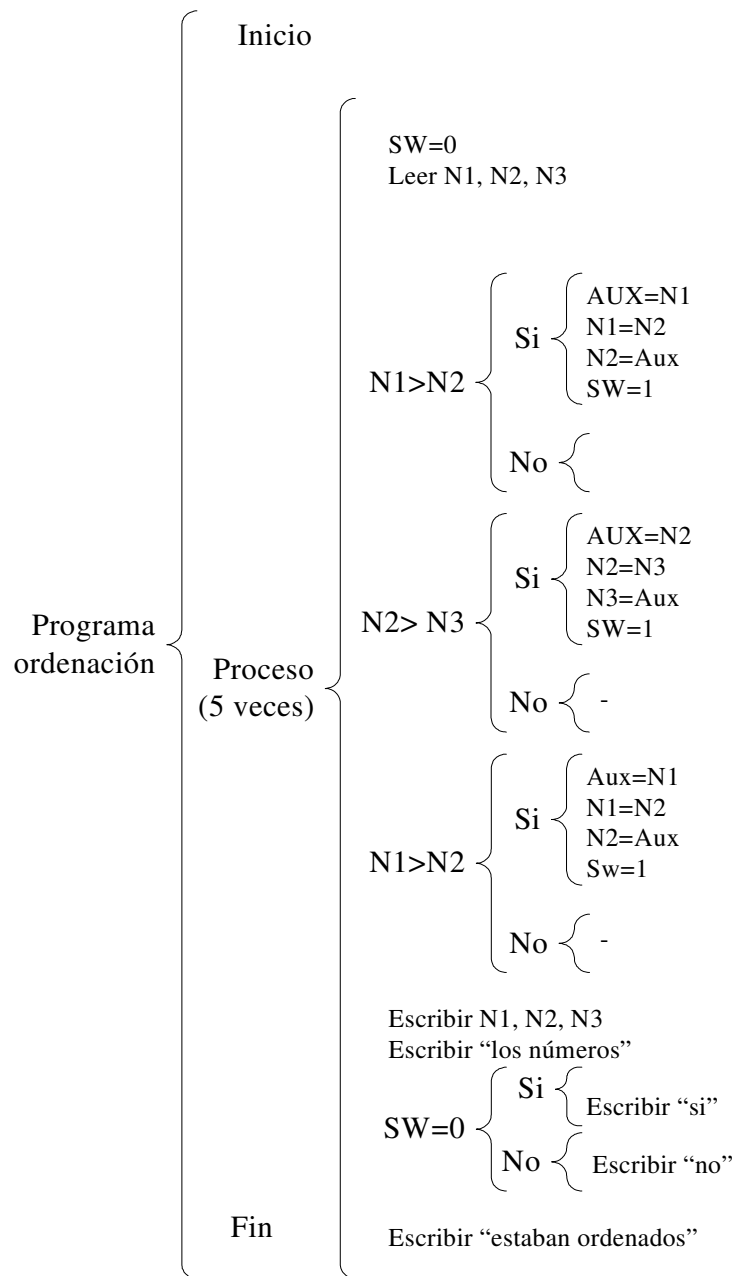 Inicio
SW=0
Leer N1, N2, N3
N1>N2
Si
AUX=N1
N1=N2
N2=Aux
SW=1
No
N2> N3
Si
AUX=N2
N2=N3
N3=Aux
SW=1
No
-
Programa
ordenación
Proceso
(5 veces)
N1>N2
Si
Aux=N1
N1=N2
N2=Aux
Sw=1
No
-
Escribir N1, N2, N3
Escribir “los números”
SW=0
Si
Escribir “si”
No
Escribir “no”
Fin
Escribir “estaban ordenados”